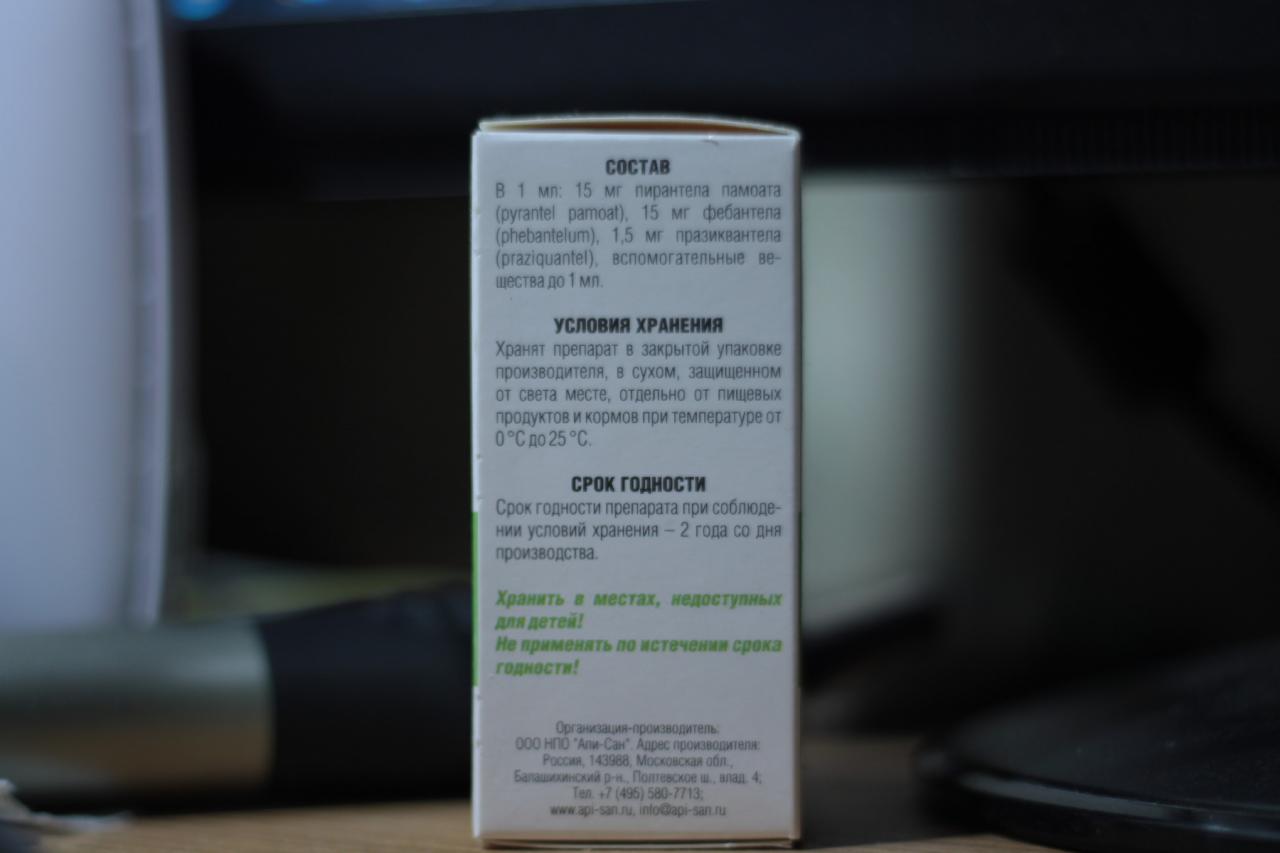 СОСТАВ
В 1 мл: 15 мг пирантела памоата
(pyrantel pamoat), 15 мг фебантела
(phebantelum), 1,5 мг празиквантела
(praziquantel), вспомогательные ве-
щества до 1 мл.
УСЛОВИЯ ХРАНЕНИЯ
Хранят препарат в закрытой упаковке
производителя, в сухом, защищенном
от света месте, отдельно от пищевых
продуктов и кормов при температуре от
0 °С до 25 °С.
СРОК ГОДНОСТИ
Срок годности препарата при соблюде-
нии условий хранения – 2 года со дня
производства.
Хранить в местах, недоступных
для детей!
Не применять по истечении срока
годности!
Организация-производитель:
ООО НПО "Апи-Сан". Адрес производителя:
Россия, 143988, Московская обл.,
Балашихинский р-н., Полтевское ш., влад. 4;
Тел. +7 (495) 580-7713;
www.api-san.ru, info@api-san.ru